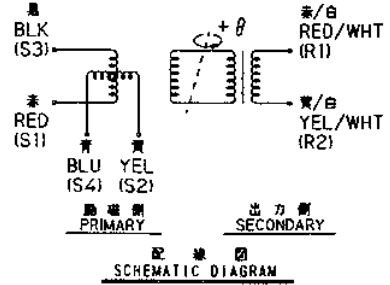 黒
BLK
(S3)
赤
RED
(S1)
青
BLU
(S4)
黄
YEL
(S2)
励磁側
PRIMARY
+θ
赤/白
RED/WHT
(R1)
黄/白
YEL/WHT
(R2)
出力側
SECONDARY
配線図
SCHEMATIC DIAGRAM